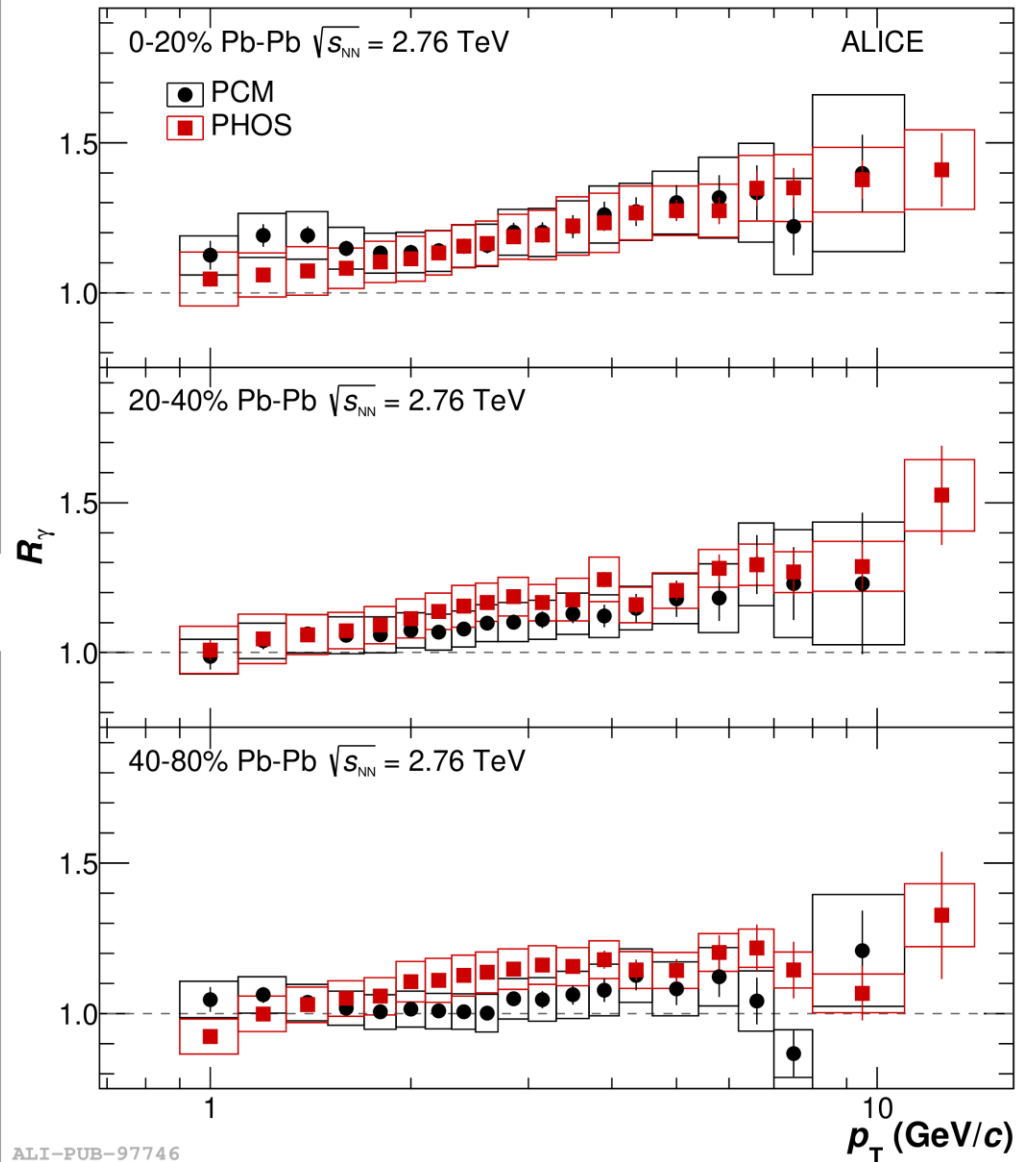 0-20% Pb-Pb √sNN = 2.76 TeV
ALICE
PCM
PHOS
1.5
1.0
20-40% Pb-Pb √sNN = 2.76 TeV
1.5
1.0
Rγ
40-80% Pb-Pb √sNN = 2.76 TeV
1.5
1.0
1
10
pT (GeV/c)
ALI-PUB-97746